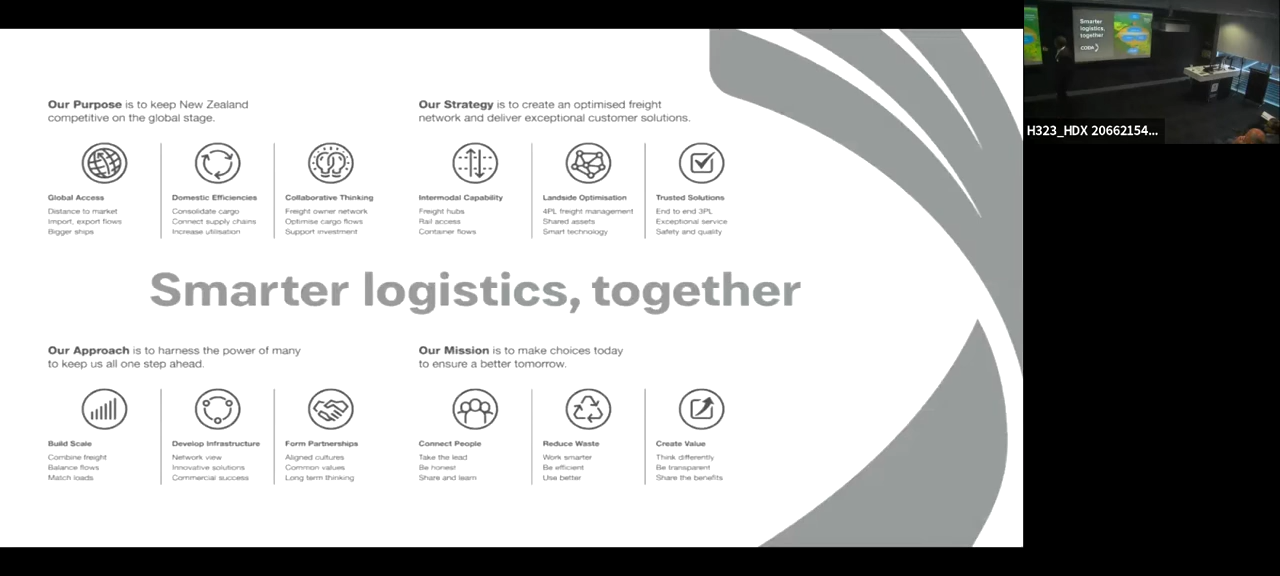 Our Purpose is to keep New Zealand
competitive on the global stage.
Global Access
Distance to market
Import, export flows
Bigger ships
Domestic Efficiencies
Consolidate cargo
Connect supply chains
Increase utilisation
Collaborative Thinking
Freight owner network
Optimise cargo flows
Support investment
Our Strategy is to create an optimised freight
network and deliver exceptional customer solutions.
Intermodal Capability
Freight hubs
Rail access
Container flows
Landside Optimisation
4PL freight management
Shared assets
Smart technology
Trusted Solutions
End to end 3PL
Exceptional service
Safety and quality
Smarter logistics, together
Our Approach is to harness the power of many
to keep us all one step ahead.
Build Scale
Combine freight
Balance flows
Match loads
Develop Infrastructure
Network view
Innovative solutions
Commercial success
Form Partnerships
Aligned cultures
Common values
Long term thinking
Our Mission is to make choices today
to ensure a better tomorrow.
Connect People
Take the lead
Be honest
Share and learn
Reduce Waste
Work smarter
Be efficient
Use better
Create Value
Think differently
Be transparent
Share the benefits
Smarter
logistics,
together
H323_HDX 20662154...